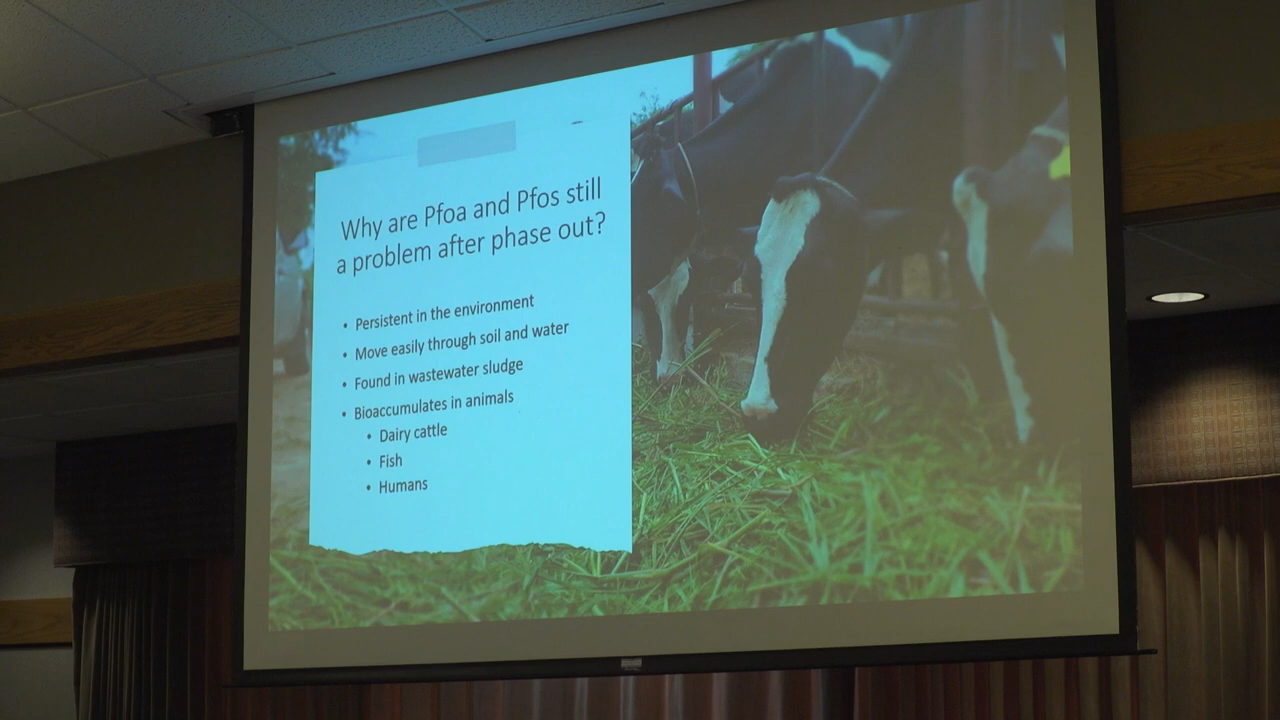 Why are Pfoa and Pfos still
a problem after phase out?
• Persistent in the environment
• Move easily through soil and water
• Found in wastewater sludge
• Bioaccumulates in animals
• Dairy cattle
• Fish
• Humans